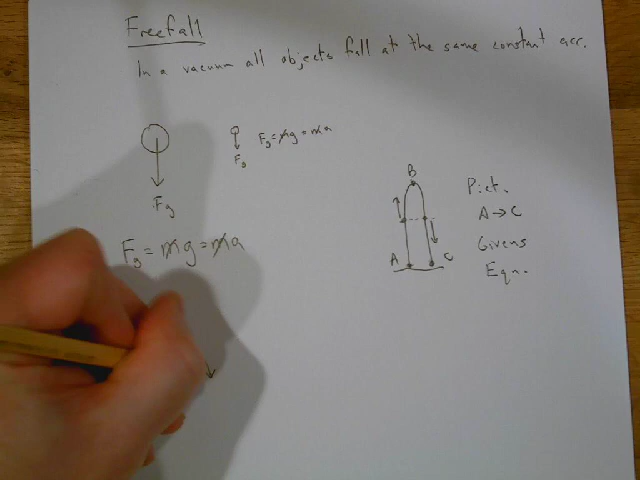 Freefall
In a vacuum all objects fall at the same constant acc.
Fg
Fg
Fg = mg = ma
Fg = mg = ma
B
A
C
Pict.
A → C
Givens
Eqn.